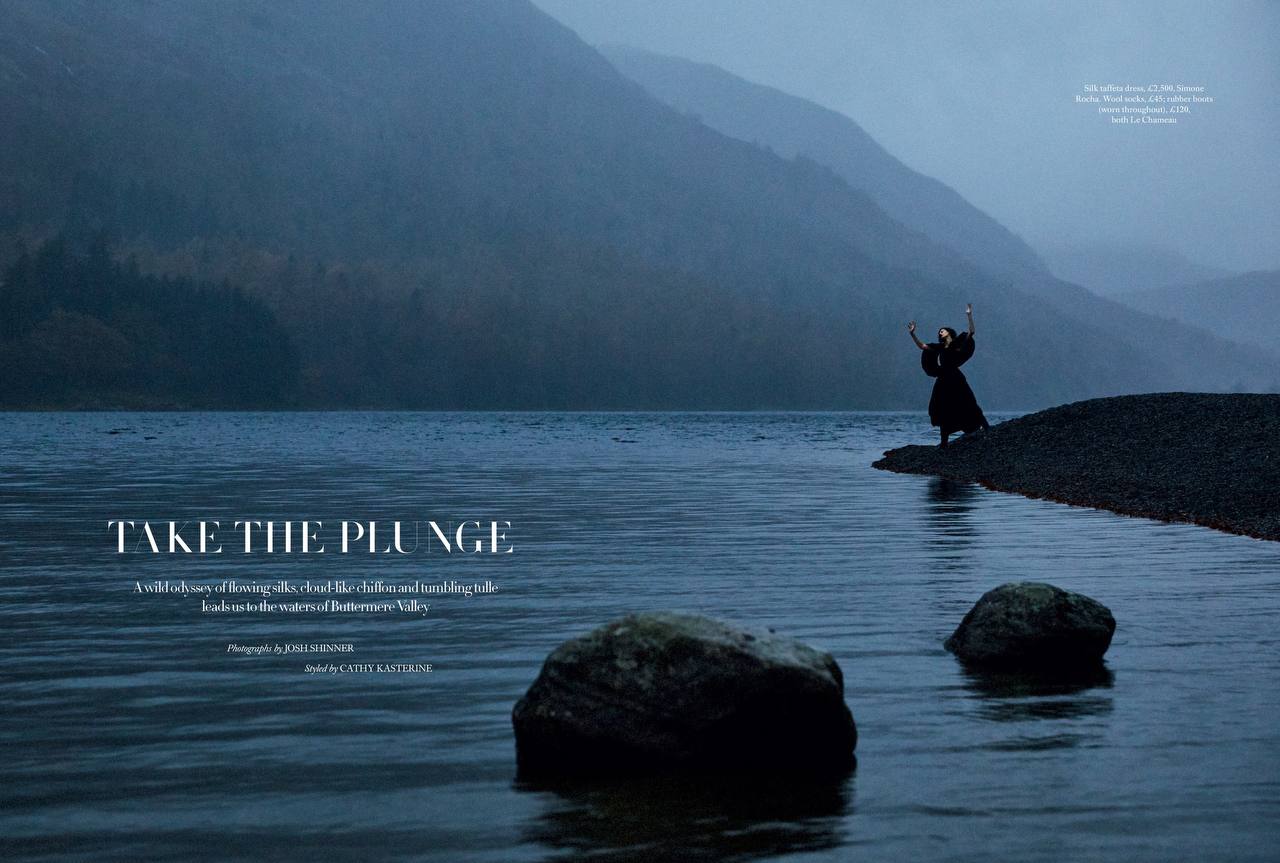 Silk taffeta dress, £2,500, Simone
Rocha. Wool socks, £45; rubber boots
(worn throughout), £120,
both Le Chameau
TAKE THE PLUNGE
A wild odyssey of flowing silks, cloud-like chiffon and tumbling tulle
leads us to the waters of Buttermere Valley
Photographs by JOSH SHINNER
Styled by CATHY KASTERINE